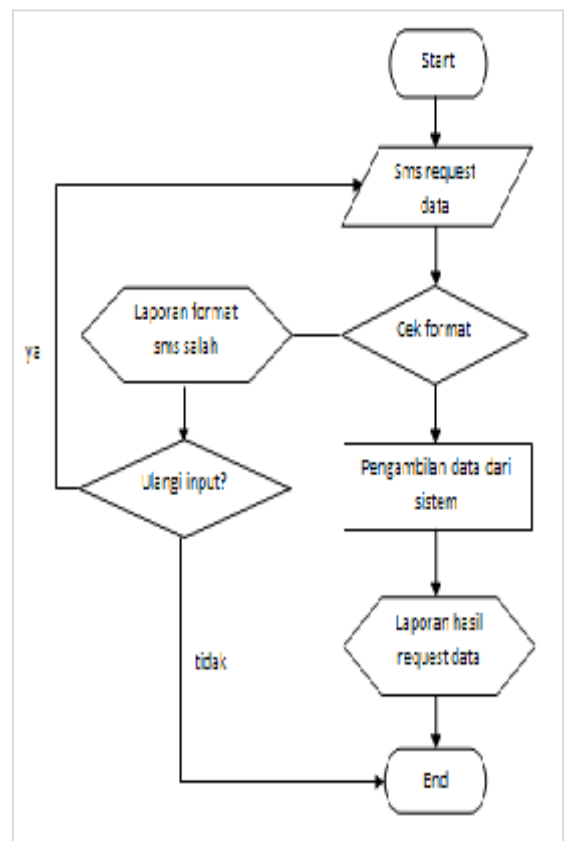 Start
Sms request
data
Cek format
Laporan format
sms salah
ya
Ulangi input?
Pengambilan data dari
sistem
Laporan hasil
request data
tidak
End